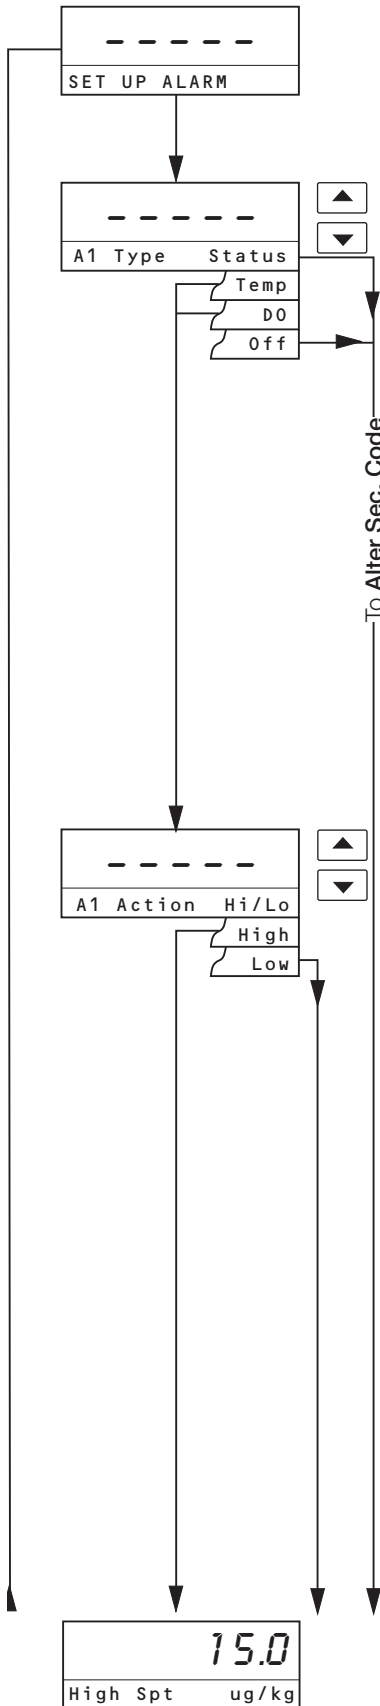 – – – – –
SET UP ALARM
– – – – –
A1 Type Status
Temp
DO
Off
To Alter Sec. Code
– – – – –
A1 Action Hi/Lo
High
Low
15.0
High Spt ug/kg